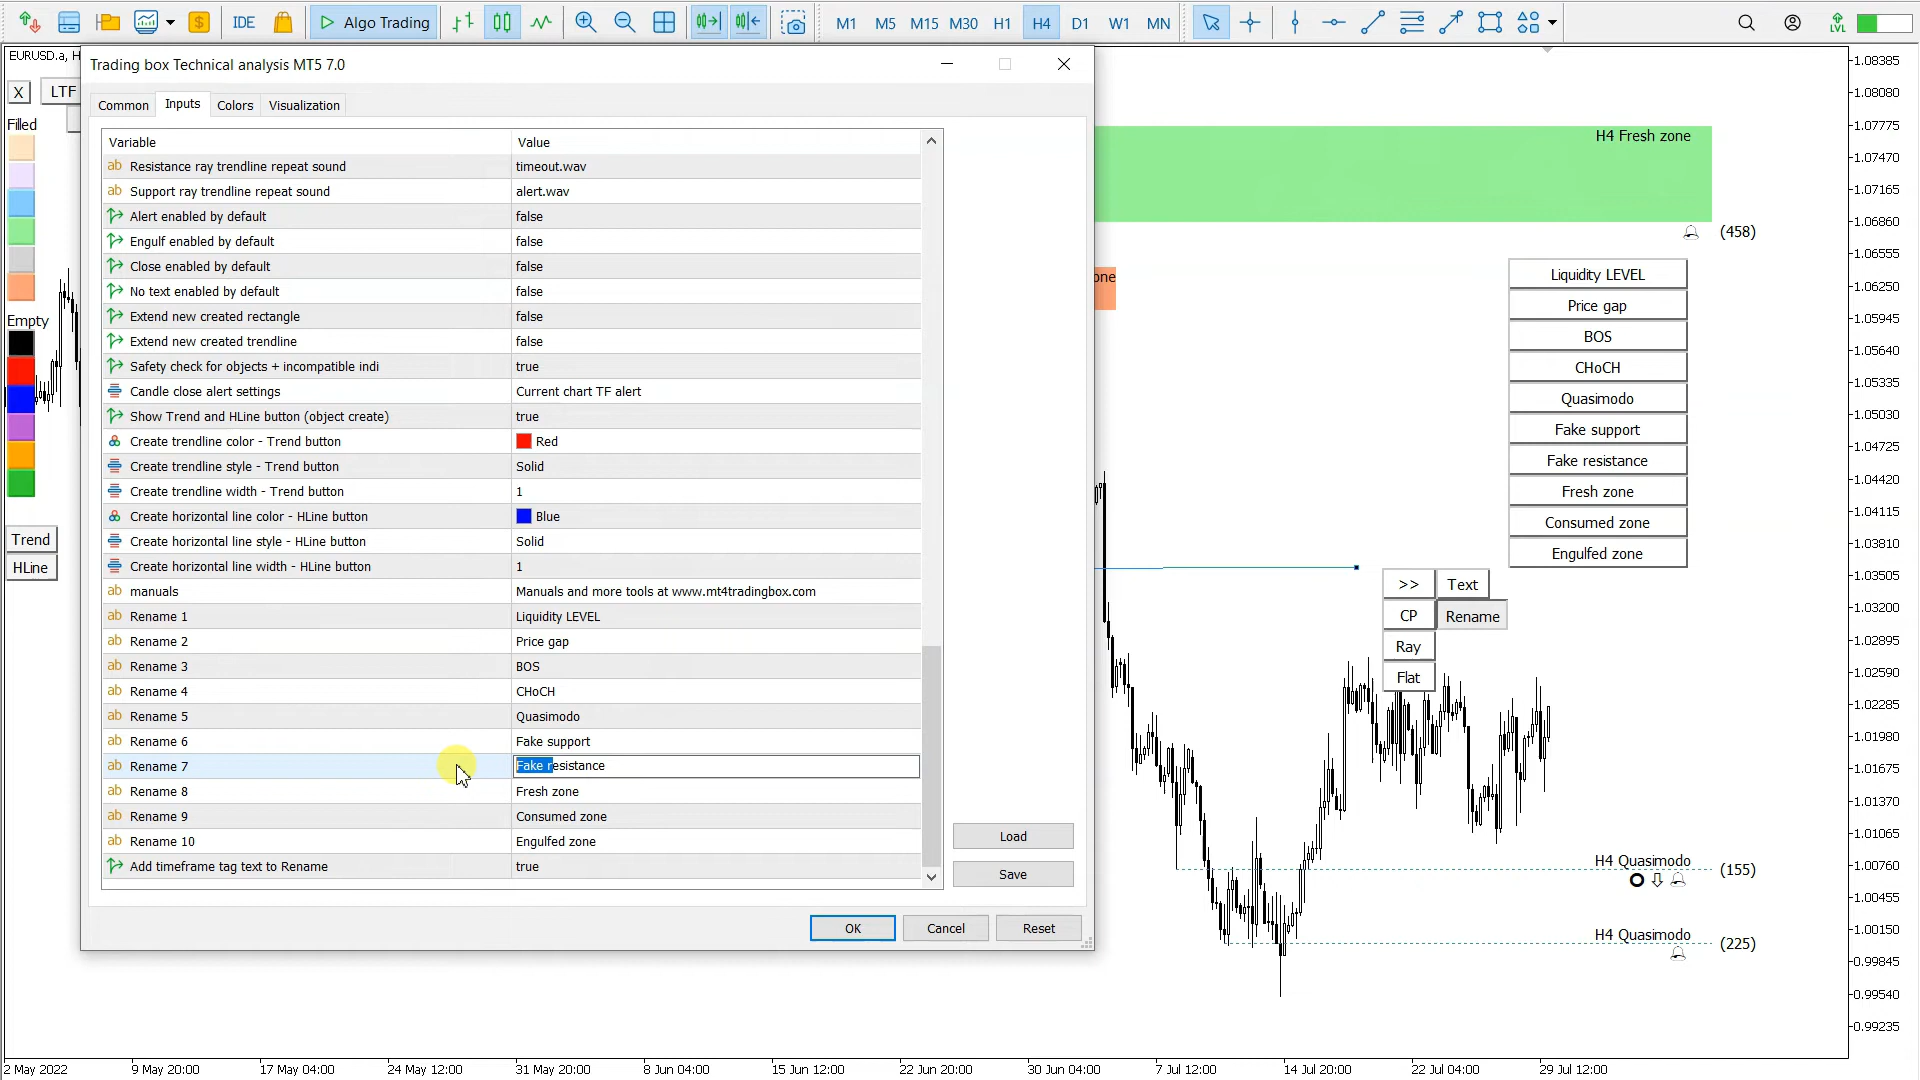 IDE
Algo Trading
M1 M5 M15 M30 H1 H4 D1 W1 MN
LVL
EURUSD.a, H
Trading box Technical analysis MT5 7.0
X
LTF
Common Inputs Colors Visualization
Filled
Empty
Trend
HLine
Variable Value
Resistance ray trendline repeat sound timeout.wav
Support ray trendline repeat sound alert.wav
Alert enabled by default false
Engulf enabled by default false
Close enabled by default false
No text enabled by default false
Extend new created rectangle false
Extend new created trendline false
Safety check for objects + incompatible indi true
Candle close alert settings Current chart TF alert
Show Trend and HLine button (object create) true
Create trendline color - Trend button Red
Create trendline style - Trend button Solid
Create trendline width - Trend button 1
Create horizontal line color - HLine button Blue
Create horizontal line style - HLine button Solid
Create horizontal line width - HLine button 1
ab manuals Manuals and more tools at www.mt4tradingbox.com
ab Rename 1 Liquidity LEVEL
ab Rename 2 Price gap
ab Rename 3 BOS
ab Rename 4 CHoCH
ab Rename 5 Quasimodo
ab Rename 6 Fake support
ab Rename 7 Fake resistance
ab Rename 8 Fresh zone
ab Rename 9 Consumed zone
ab Rename 10 Engulfed zone
Add timeframe tag text to Rename true
Load
Save
OK Cancel Reset
H4 Fresh zone
(458)
one
Liquidity LEVEL
Price gap
BOS
CHoCH
Quasimodo
Fake support
Fake resistance
Fresh zone
Consumed zone
Engulfed zone
>> Text
CP Rename
Ray
Flat
H4 Quasimodo (155)
H4 Quasimodo (225)
1.08385
1.08080
1.07775
1.07470
1.07165
1.06860
1.06555
1.06250
1.05945
1.05640
1.05335
1.05030
1.04725
1.04420
1.04115
1.03810
1.03505
1.03200
1.02895
1.02590
1.02285
1.01980
1.01675
1.01370
1.01065
1.00760
1.00455
1.00150
0.99845
0.99540
0.99235
2 May 2022 9 May 20:00 17 May 04:00 24 May 12:00 31 May 20:00 8 Jun 04:00 15 Jun 12:00 22 Jun 20:00 30 Jun 04:00 7 Jul 12:00 14 Jul 20:00 22 Jul 04:00 29 Jul 12:00